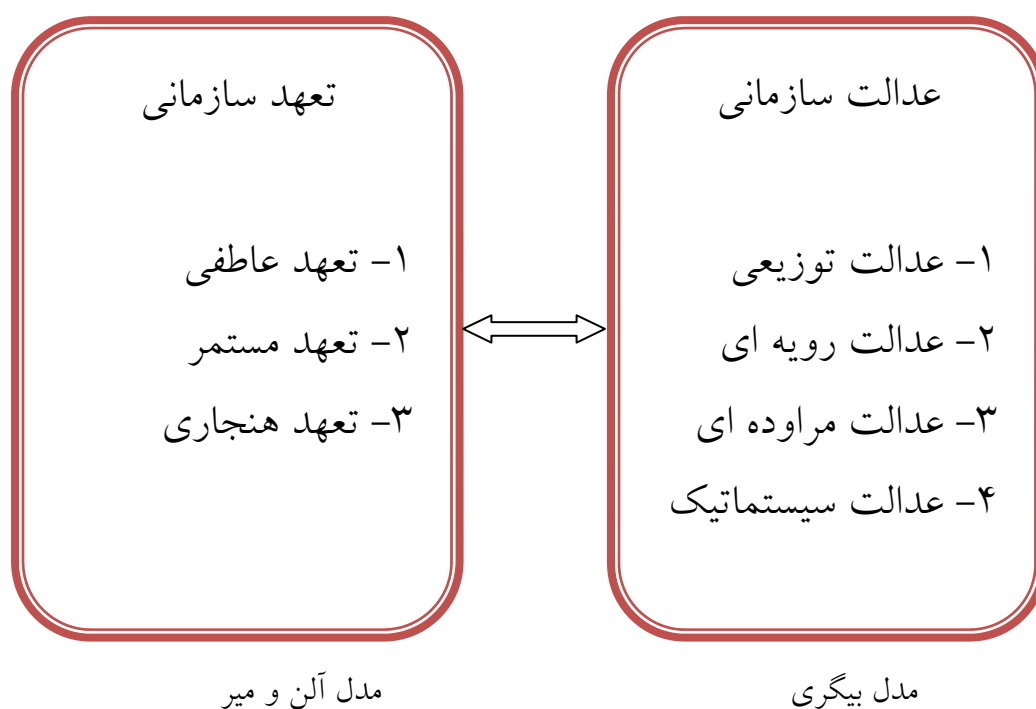 عدالت سازمانی
۱- عدالت توزیعی
۲- عدالت رویه ای
۳- عدالت مراوده ای
۴- عدالت سیستماتیک
مدل بیگری
تعهد سازمانی
۱- تعهد عاطفی
۲- تعهد مستمر
۳- تعهد هنجاری
مدل آلن و میر